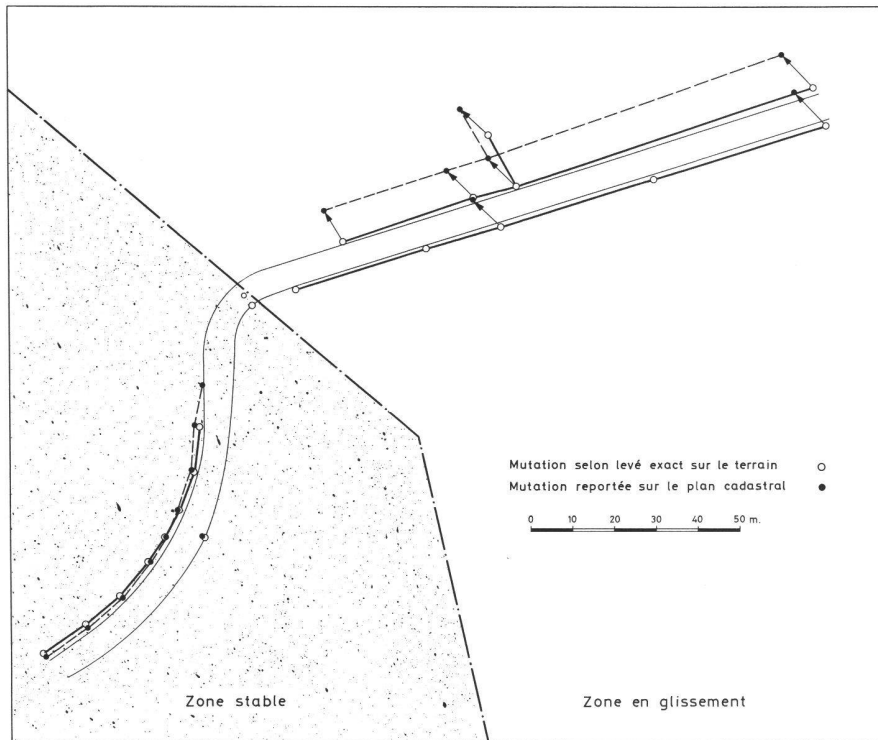 Mutation selon levé exact sur le terrain
Mutation reportée sur le plan cadastral
0 10 20 30 40 50 m.
Zone stable
Zone en glissement